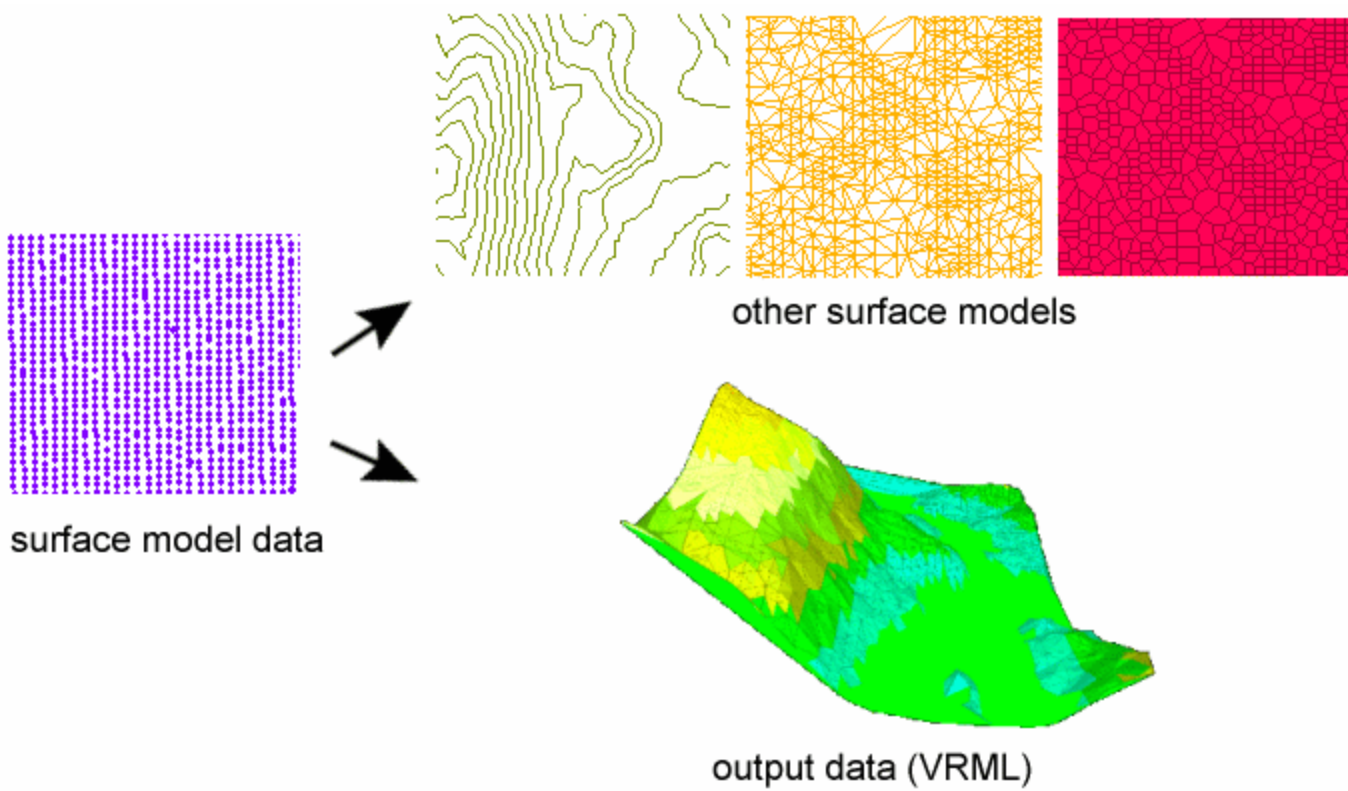 other surface models
surface model data
output data (VRML)